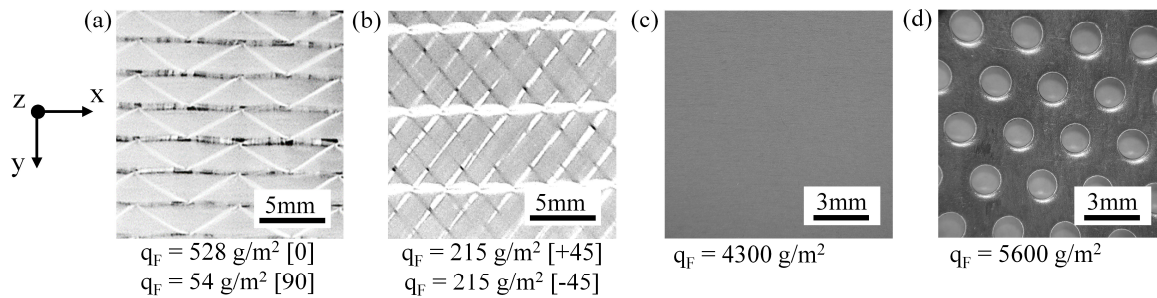 (a)
(b)
(c)
(d)
z
x
y
5mm
5mm
3mm
3mm
q_F = 528 g/m² [0]
q_F = 54 g/m² [90]
q_F = 215 g/m² [+45]
q_F = 215 g/m² [-45]
q_F = 4300 g/m²
q_F = 5600 g/m²